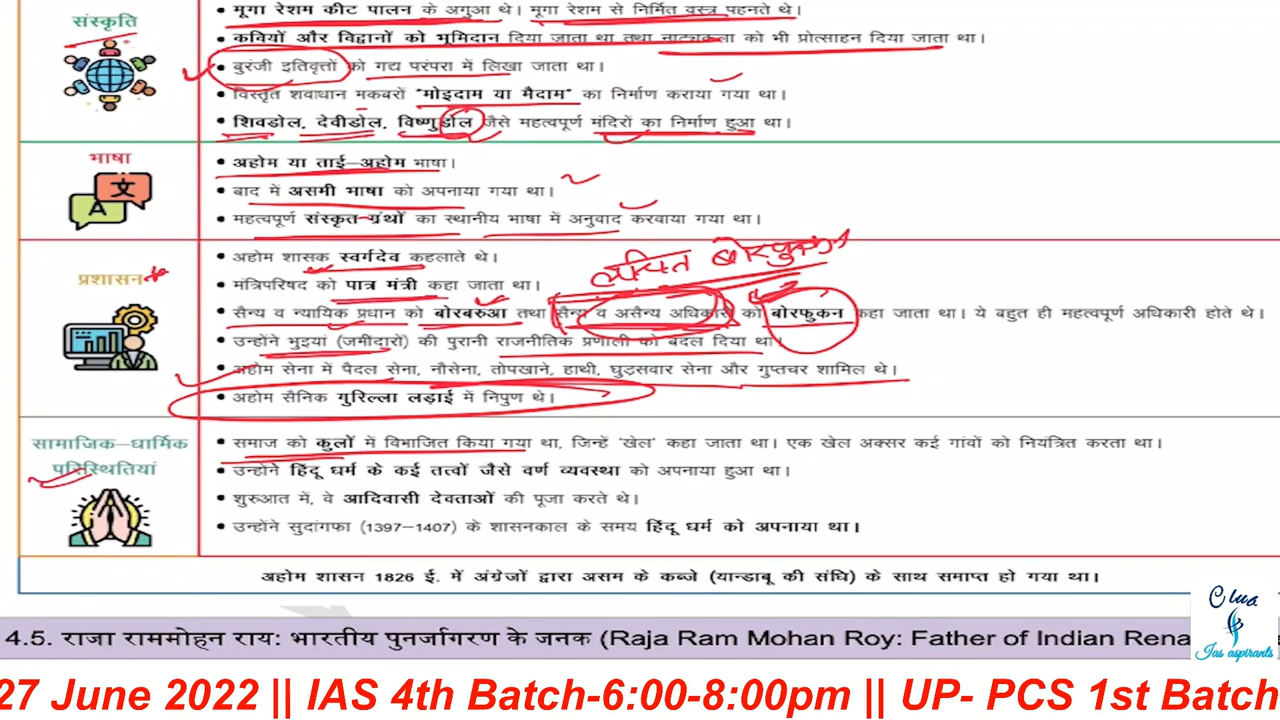 संस्कृति
• मूगा रेशम कीट पालन के अगुआ थे। मूगा रेशम से निर्मित वस्त्र पहनते थे।
• कवियों और विद्वानों को भूमिदान दिया जाता था तथा नाट्यकला को भी प्रोत्साहन दिया जाता था।
• बुरंजी इतिवृत्तों को गद्य परंपरा में लिखा जाता था।
• विस्तृत शवाधान मकबरों "मोइदाम या मैदाम" का निर्माण कराया गया था।
• शिवडोल, देवीडोल, विष्णुडोल जैसे महत्वपूर्ण मंदिरों का निर्माण हुआ था।
भाषा
• अहोम या ताई–अहोम भाषा।
• बाद में असमी भाषा को अपनाया गया था।
• महत्वपूर्ण संस्कृत ग्रंथों का स्थानीय भाषा में अनुवाद करवाया गया था।
प्रशासन
• अहोम शासक स्वर्गदेव कहलाते थे।
लचित बोरफुकन
• मंत्रिपरिषद को पात्र मंत्री कहा जाता था।
• सैन्य व न्यायिक प्रधान को बोरबरुआ तथा सैन्य व असैन्य अधिकारी को बोरफुकन कहा जाता था। ये बहुत ही महत्वपूर्ण अधिकारी होते थे।
• उन्होंने भुइयां (जमींदारों) की पुरानी राजनीतिक प्रणाली को बदल दिया था।
• अहोम सेना में पैदल सेना, नौसेना, तोपखाने, हाथी, घुड़सवार सेना और गुप्तचर शामिल थे।
• अहोम सैनिक गुरिल्ला लड़ाई में निपुण थे।
सामाजिक–धार्मिक
परिस्थितियां
• समाज को कुलों में विभाजित किया गया था, जिन्हें 'खेल' कहा जाता था। एक खेल अक्सर कई गांवों को नियंत्रित करता था।
• उन्होंने हिंदू धर्म के कई तत्वों जैसे वर्ण व्यवस्था को अपनाया हुआ था।
• शुरुआत में, वे आदिवासी देवताओं की पूजा करते थे।
• उन्होंने सुदांगफा (1397–1407) के शासनकाल के समय हिंदू धर्म को अपनाया था।
अहोम शासन 1826 ई. में अंग्रेजों द्वारा असम के कब्जे (यान्डाबू की संधि) के साथ समाप्त हो गया था।
4.5. राजा राममोहन राय: भारतीय पुनर्जागरण के जनक (Raja Ram Mohan Roy: Father of Indian Rena
Clue
Ias aspirants
27 June 2022 || IAS 4th Batch-6:00-8:00pm || UP- PCS 1st Batch